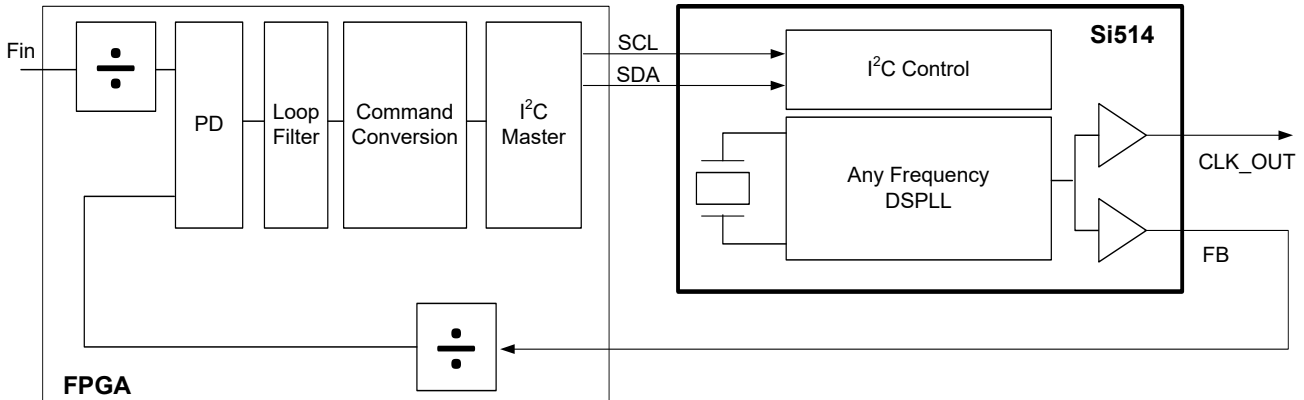 Fin
÷
PD
Loop
Filter
Command
Conversion
I²C
Master
SCL
SDA
Si514
I²C Control
Any Frequency
DSPLL
CLK_OUT
FB
÷
FPGA